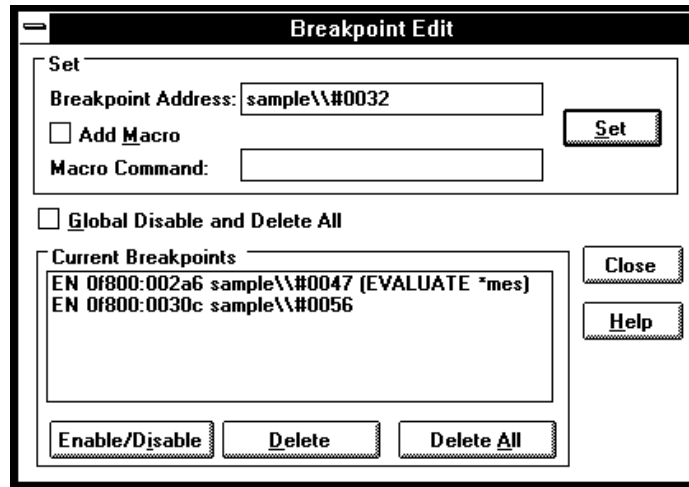 Breakpoint Edit
Set
Breakpoint Address: sample\\#0032
Add Macro
Set
Macro Command:
Global Disable and Delete All
Current Breakpoints
EN 0f800:002a6 sample\\#0047 (EVALUATE *mes)
EN 0f800:0030c sample\\#0056
Close
Help
Enable/Disable Delete Delete All